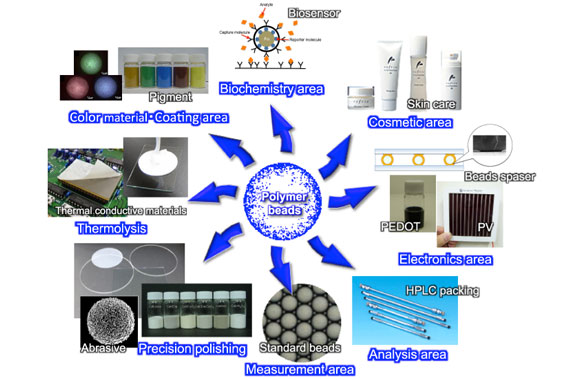 Biosensor
Analyte
Capture molecule
Reporter molecule
Biochemistry area
Pigment
Color material・Coating area
Skin care
Cosmetic area
Thermal conductive materials
Thermolysis
Polymer
beads
Beads spaser
PEDOT
PV
Electronics area
Abrasive
Precision polishing
Standard beads
Measurement area
HPLC packing
Analysis area